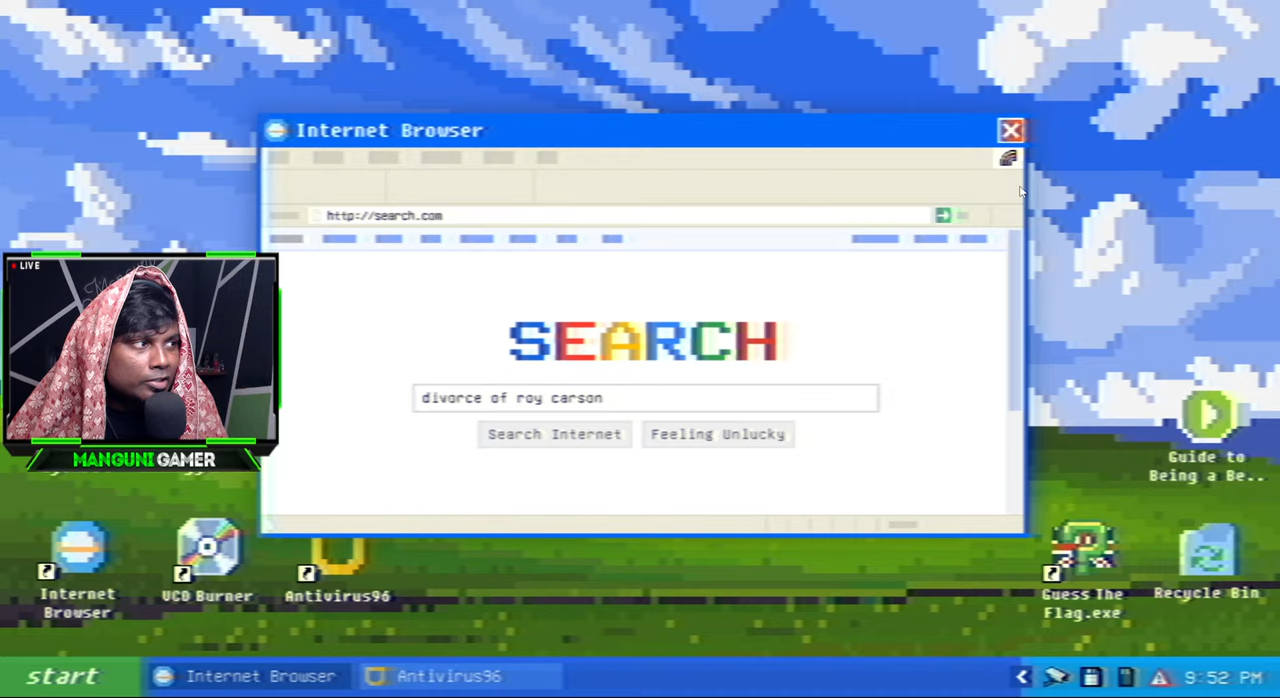 Internet Browser
http://search.com
LIVE
SEARCH
divorce of roy carson
Search Internet
Feeling Unlucky
MANGUNI GAMER
Guide to
Being a Be..
Internet
Browser
VCD Burner
Antivirus96
Guess The
Flag.exe
Recycle Bin
start
Internet Browser
Antivirus96
9:52 PM